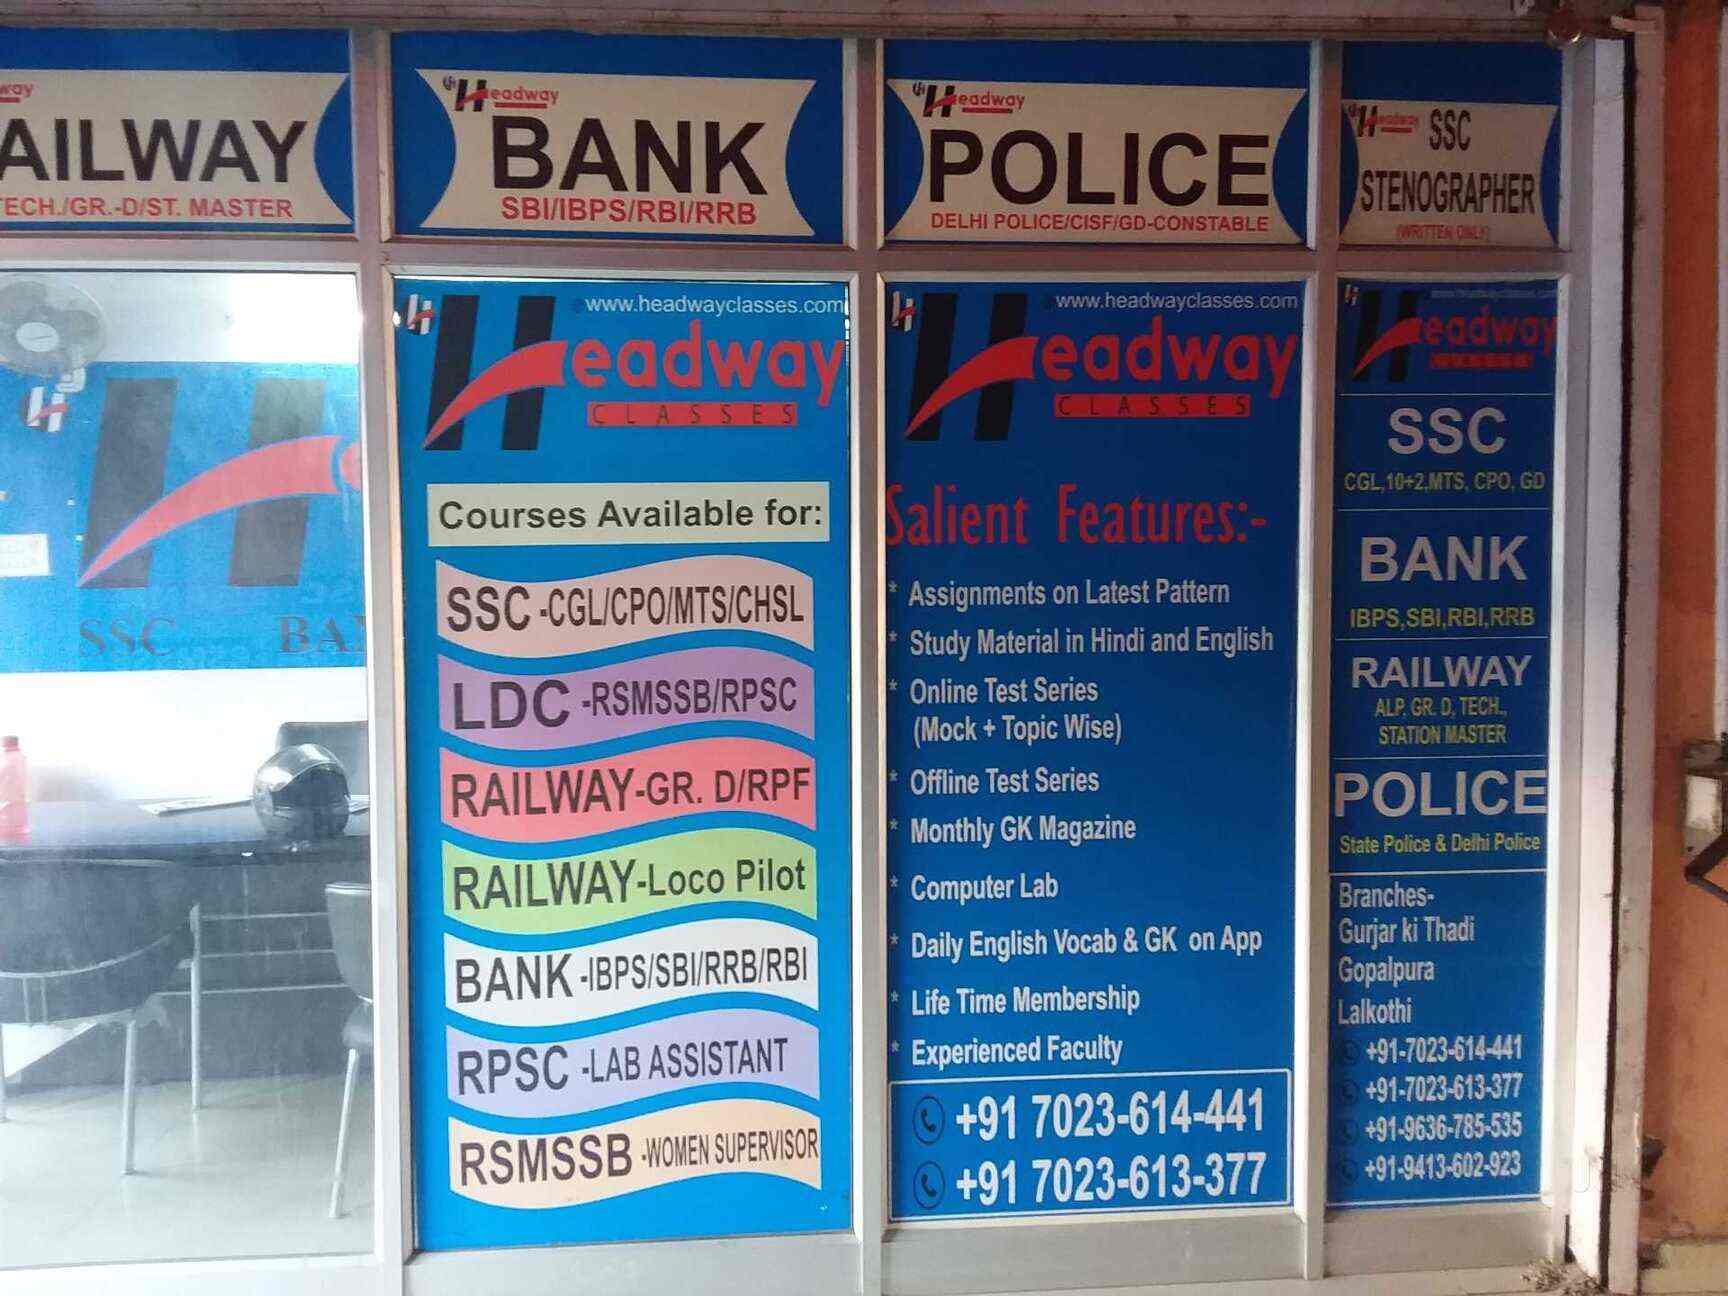 way
AILWAY
TECH./GR.-D/ST. MASTER
Headway
BANK
SBI/IBPS/RBI/RRB
Headway
POLICE
DELHI POLICE/CISF/GD-CONSTABLE
Headway
SSC
STENOGRAPHER
(WRITTEN ONLY)
H
SSC BAN
H
www.headwayclasses.com
Headway
CLASSES
Courses Available for:
SSC -CGL/CPO/MTS/CHSL
LDC -RSMSSB/RPSC
RAILWAY-GR. D/RPF
RAILWAY-Loco Pilot
BANK -IBPS/SBI/RRB/RBI
RPSC -LAB ASSISTANT
RSMSSB -WOMEN SUPERVISOR
H
www.headwayclasses.com
Headway
CLASSES
Salient Features:-
* Assignments on Latest Pattern
* Study Material in Hindi and English
* Online Test Series
(Mock + Topic Wise)
* Offline Test Series
* Monthly GK Magazine
* Computer Lab
* Daily English Vocab & GK on App
* Life Time Membership
* Experienced Faculty
+91 7023-614-441
+91 7023-613-377
H
www.headwayclasses.com
Headway
CLASSES
SSC
CGL,10+2,MTS, CPO, GD
BANK
IBPS,SBI,RBI,RRB
RAILWAY
ALP, GR. D, TECH.,
STATION MASTER
POLICE
State Police & Delhi Police
Branches-
Gurjar ki Thadi
Gopalpura
Lalkothi
+91-7023-614-441
+91-7023-613-377
+91-9636-785-535
+91-9413-602-923